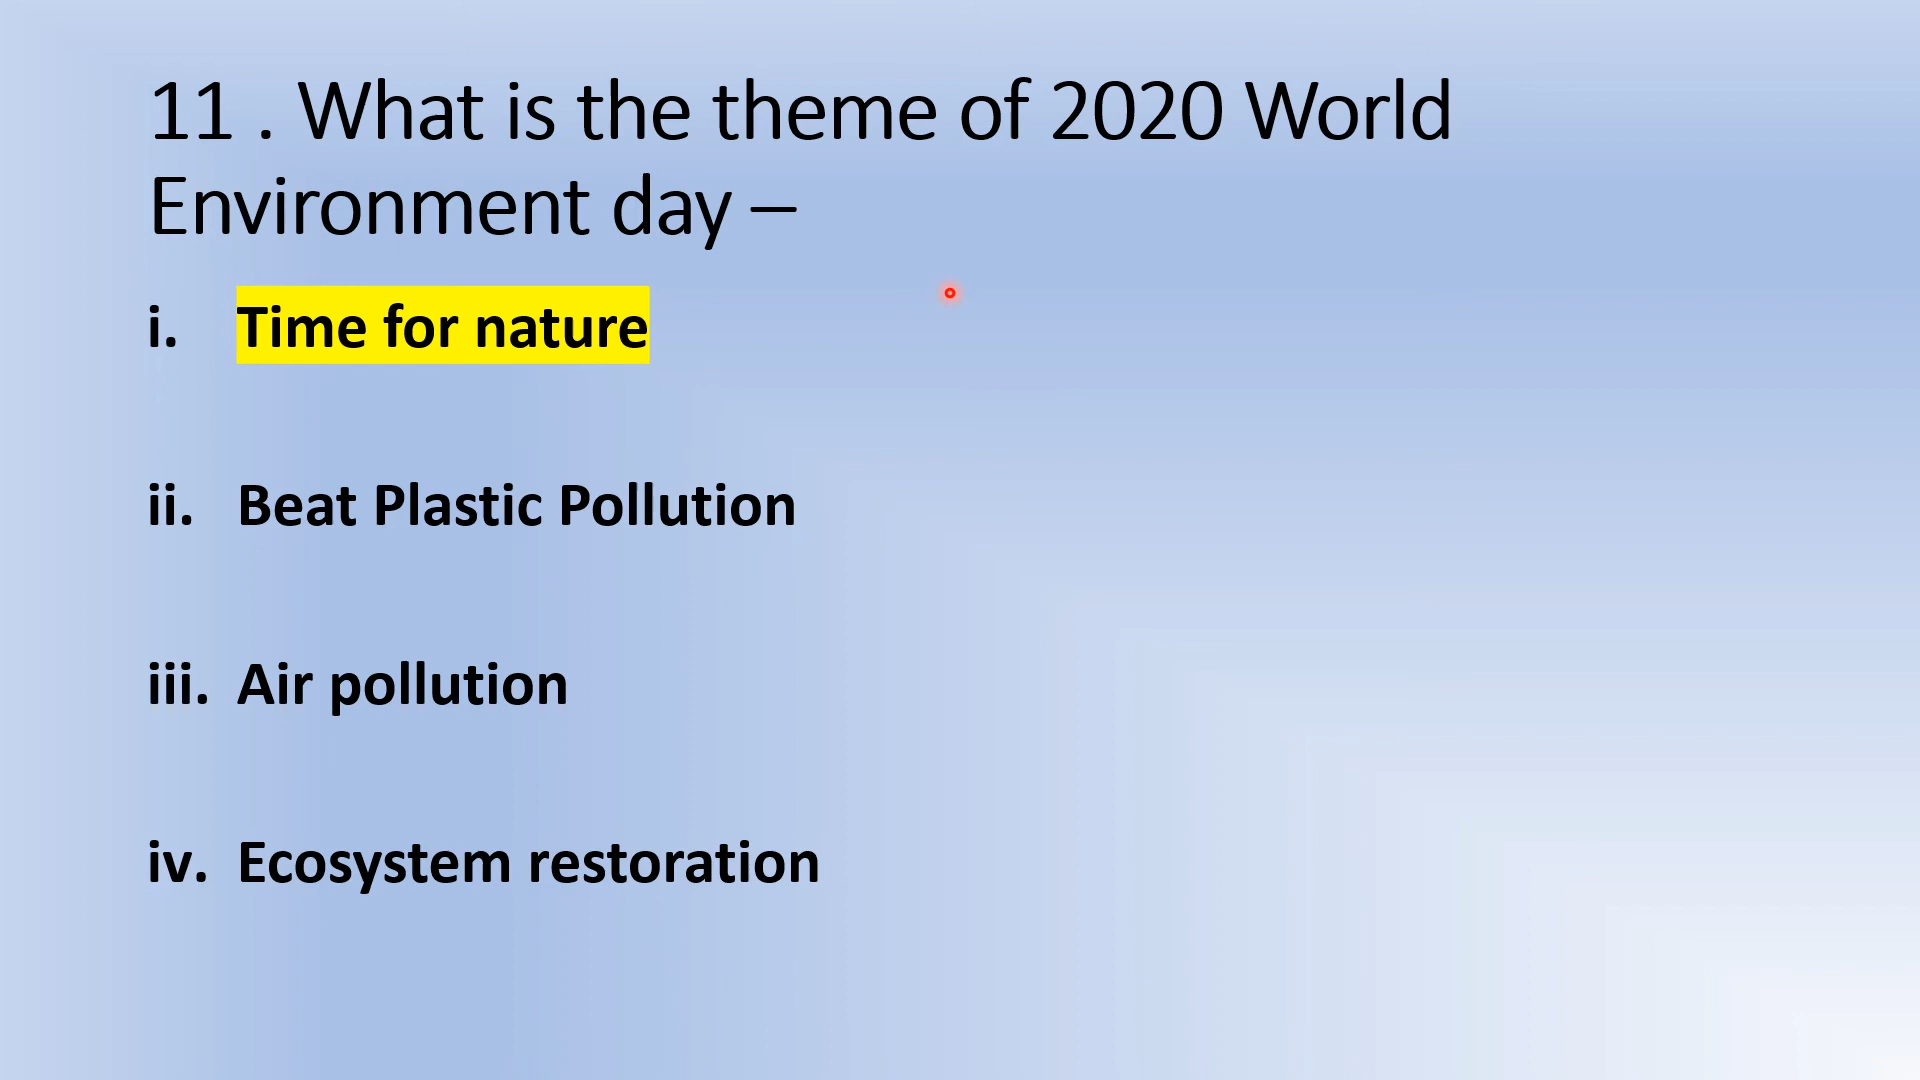 11 . What is the theme of 2020 World
Environment day –
i. Time for nature
ii. Beat Plastic Pollution
iii. Air pollution
iv. Ecosystem restoration